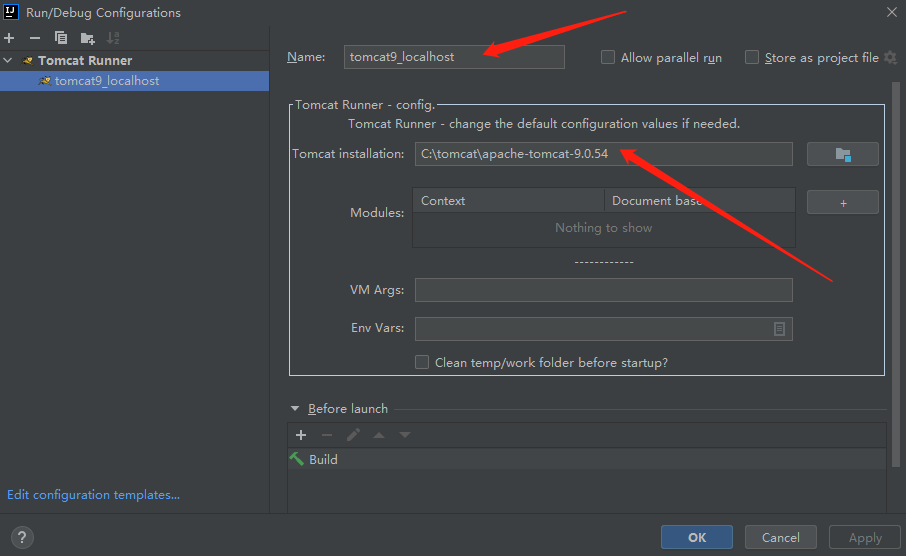 Run/Debug Configurations
Tomcat Runner
tomcat9_localhost
Edit configuration templates...
Name:
tomcat9_localhost
Allow parallel run
Store as project file
Tomcat Runner - config.
Tomcat Runner - change the default configuration values if needed.
Tomcat installation:
C:\tomcat\apache-tomcat-9.0.54
Modules:
Context
Document base
+
Nothing to show
------------
VM Args:
Env Vars:
Clean temp/work folder before startup?
Before launch
Build
?
OK
Cancel
Apply